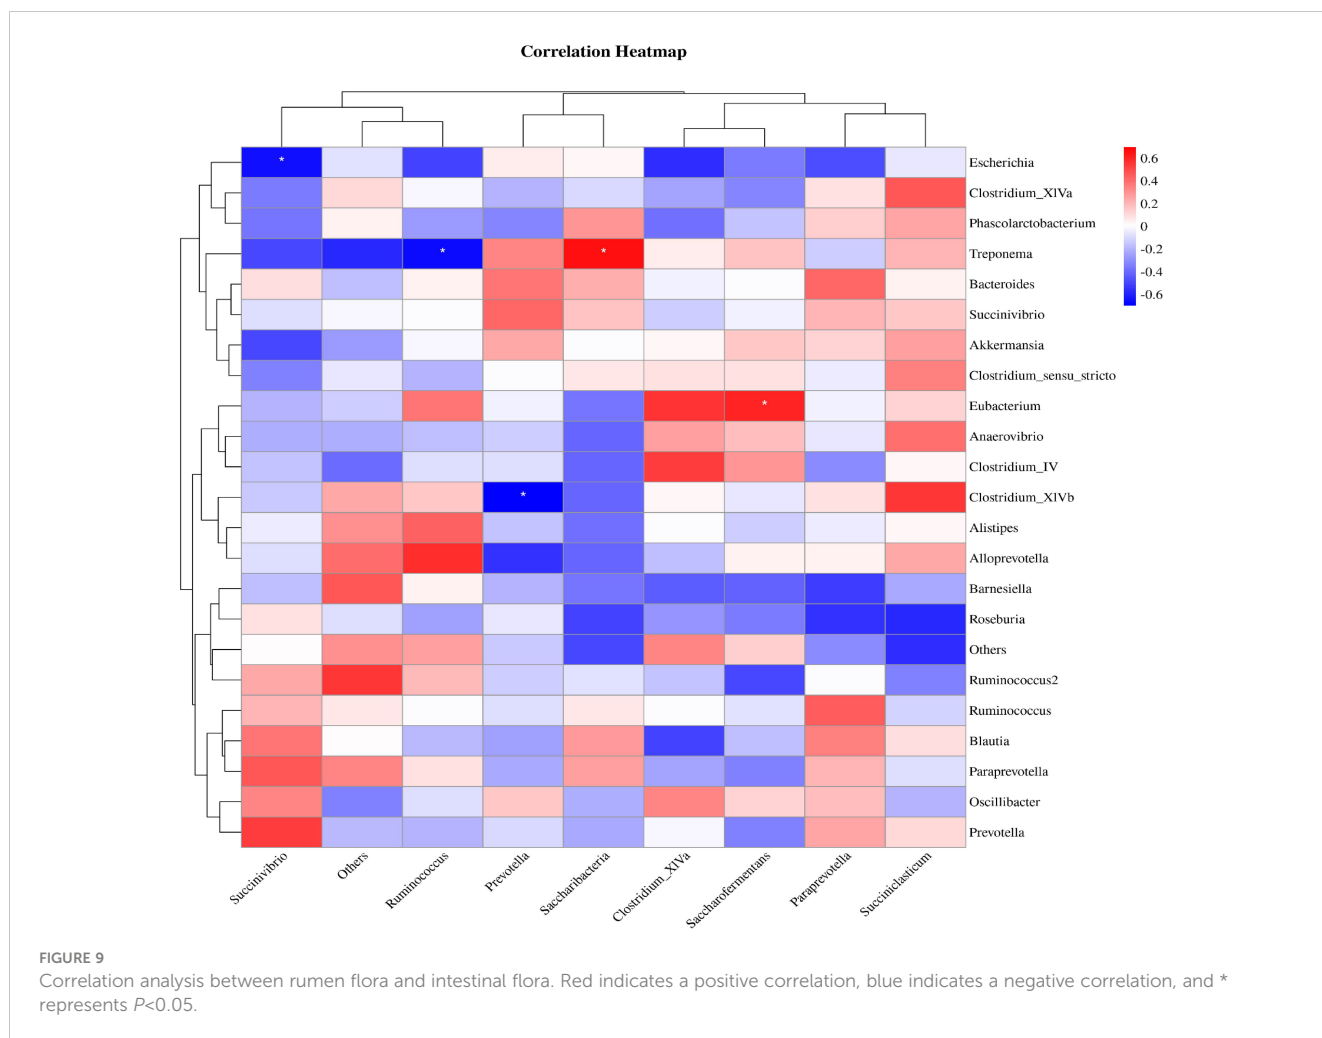 Correlation Heatmap
*
Escherichia
Clostridium_XlVa
Phascolarctobacterium
* * Treponema
Bacteroides
Succinivibrio
Akkermansia
Clostridium_sensu_stricto
* Eubacterium
Anaerovibrio
Clostridium_IV
* Clostridium_XlVb
Alistipes
Alloprevotella
Barnesiella
Roseburia
Others
Ruminococcus2
Ruminococcus
Blautia
Paraprevotella
Oscillibacter
Prevotella
0.6
0.4
0.2
0
-0.2
-0.4
-0.6
Succinivibrio
Others
Ruminococcus
Prevotella
Saccharibacteria
Clostridium_XlVa
Saccharofermentans
Paraprevotella
Succiniclasticum
FIGURE 9
Correlation analysis between rumen flora and intestinal flora. Red indicates a positive correlation, blue indicates a negative correlation, and *
represents P<0.05.